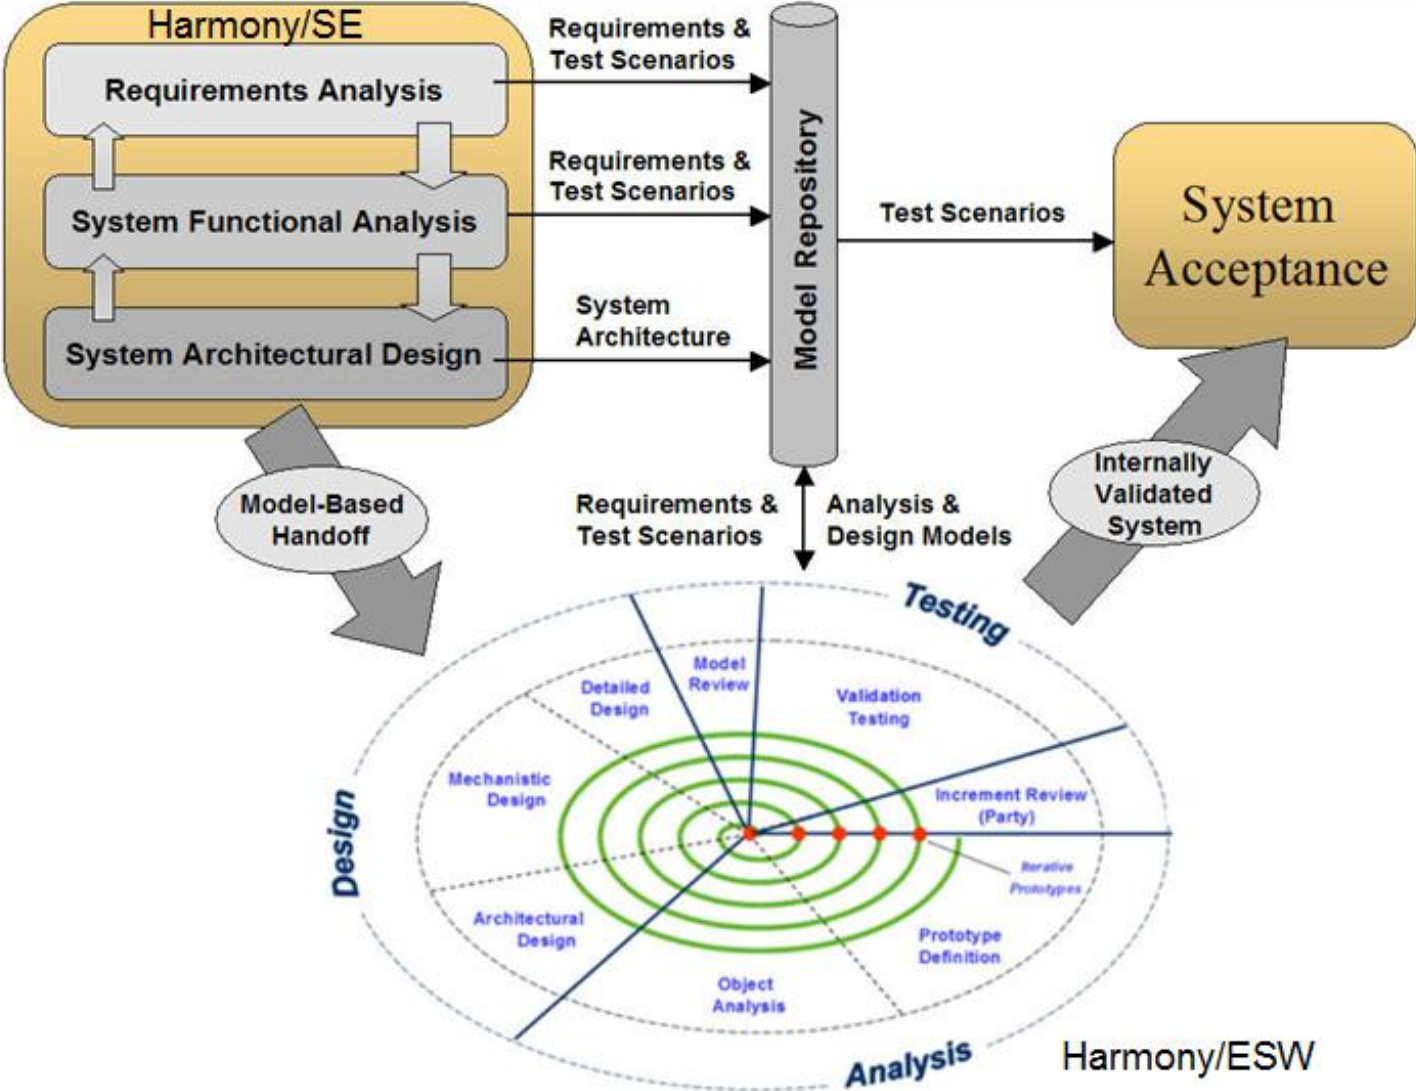 Harmony/SE
Requirements Analysis
System Functional Analysis
System Architectural Design
Requirements &
Test Scenarios
Requirements &
Test Scenarios
System
Architecture
Model Repository
Test Scenarios
System
Acceptance
Model-Based
Handoff
Requirements &
Test Scenarios
Analysis &
Design Models
Internally
Validated
System
Testing
Design
Analysis
Model
Review
Detailed
Design
Validation
Testing
Mechanistic
Design
Increment Review
(Party)
Iterative
Prototypes
Architectural
Design
Prototype
Definition
Object
Analysis
Harmony/ESW